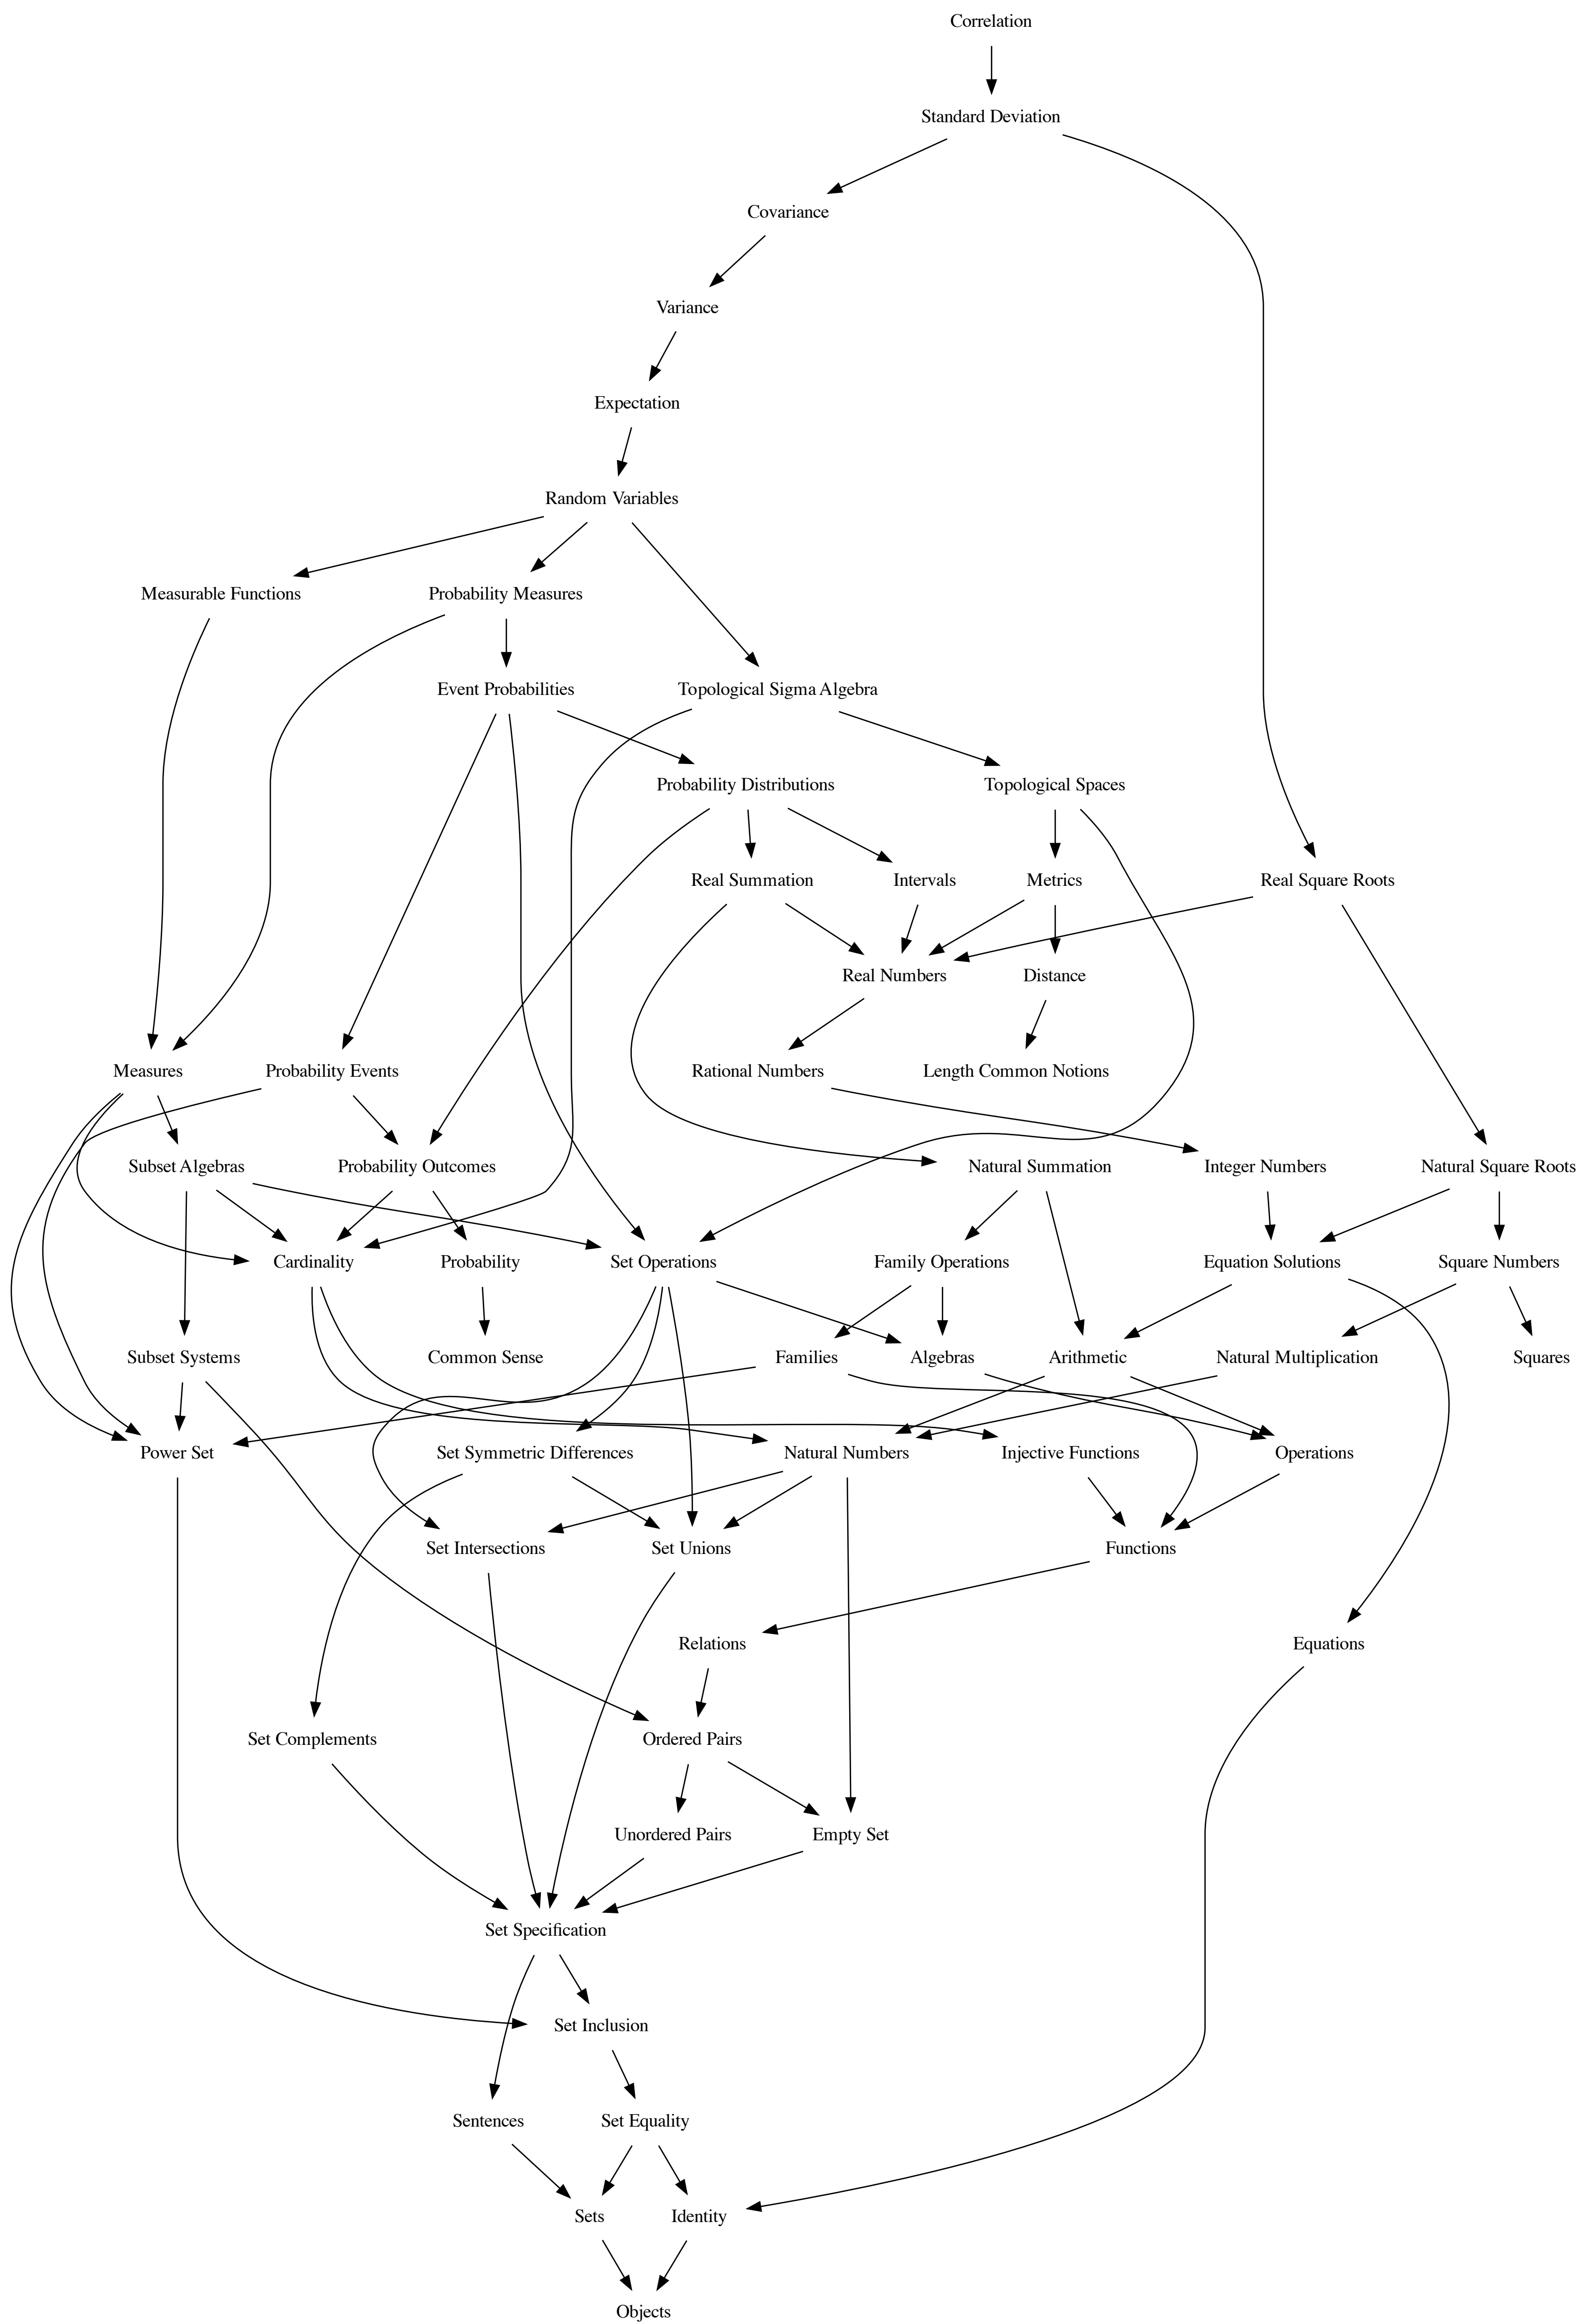 Correlation
Standard Deviation
Covariance
Variance
Expectation
Random Variables
Measurable Functions
Probability Measures
Event Probabilities
Topological Sigma Algebra
Probability Distributions
Topological Spaces
Real Summation
Intervals
Metrics
Real Square Roots
Real Numbers
Distance
Measures
Probability Events
Rational Numbers
Length Common Notions
Subset Algebras
Probability Outcomes
Natural Summation
Integer Numbers
Natural Square Roots
Cardinality
Probability
Set Operations
Family Operations
Equation Solutions
Square Numbers
Subset Systems
Common Sense
Families
Algebras
Arithmetic
Natural Multiplication
Squares
Power Set
Set Symmetric Differences
Natural Numbers
Injective Functions
Operations
Set Intersections
Set Unions
Functions
Relations
Equations
Set Complements
Ordered Pairs
Unordered Pairs
Empty Set
Set Specification
Set Inclusion
Sentences
Set Equality
Sets
Identity
Objects